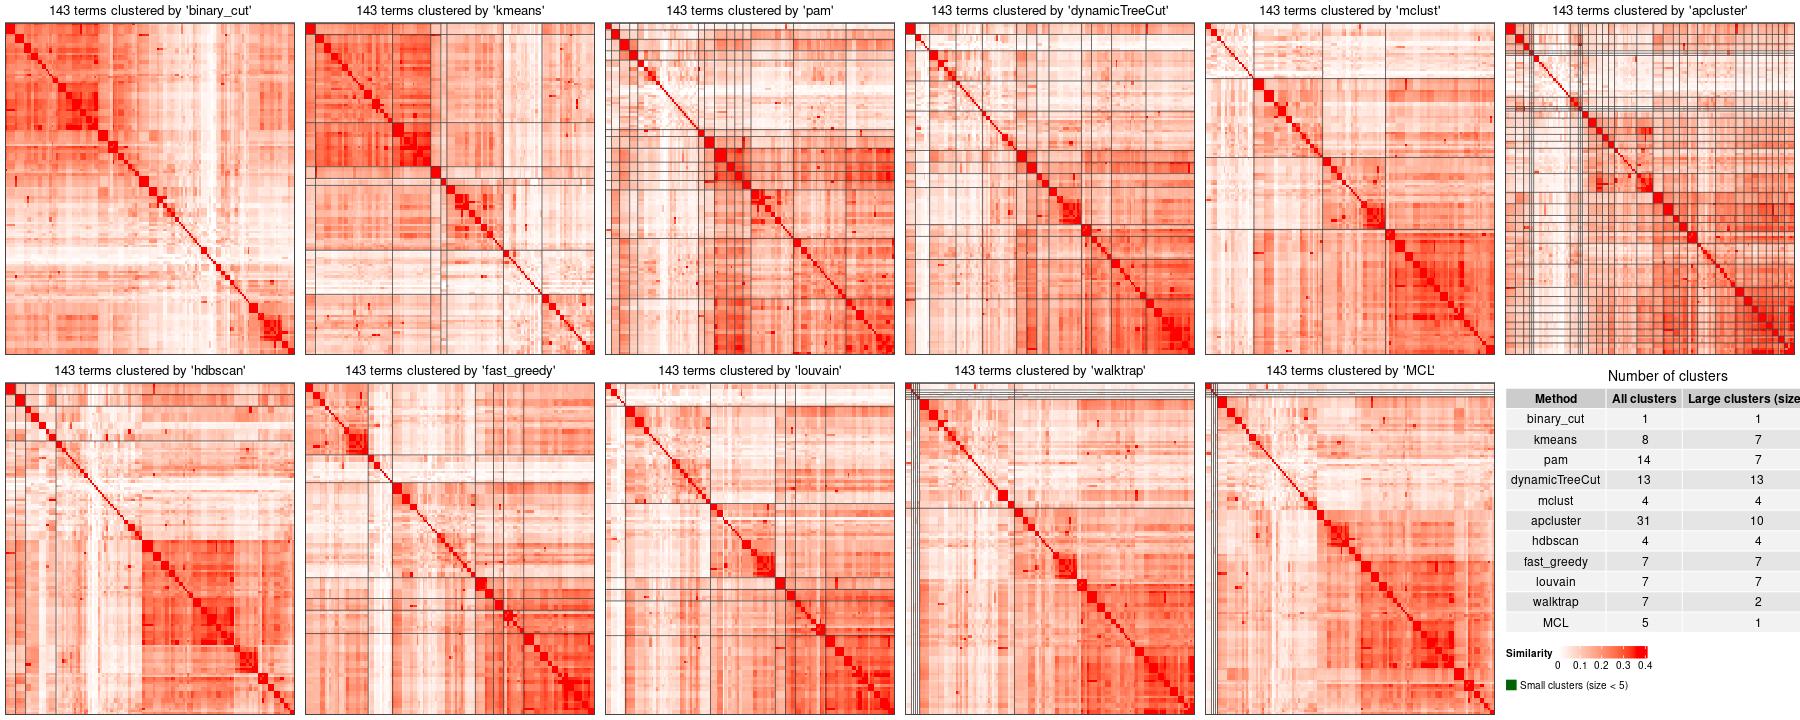 143 terms clustered by 'binary_cut'
143 terms clustered by 'kmeans'
143 terms clustered by 'pam'
143 terms clustered by 'dynamicTreeCut'
143 terms clustered by 'mclust'
143 terms clustered by 'apcluster'
143 terms clustered by 'hdbscan'
143 terms clustered by 'fast_greedy'
143 terms clustered by 'louvain'
143 terms clustered by 'walktrap'
143 terms clustered by 'MCL'
Number of clusters
Method All clusters Large clusters (size
binary_cut 1 1
kmeans 8 7
pam 14 7
dynamicTreeCut 13 13
mclust 4 4
apcluster 31 10
hdbscan 4 4
fast_greedy 7 7
louvain 7 7
walktrap 7 2
MCL 5 1
Similarity
0 0.1 0.2 0.3 0.4
Small clusters (size < 5)